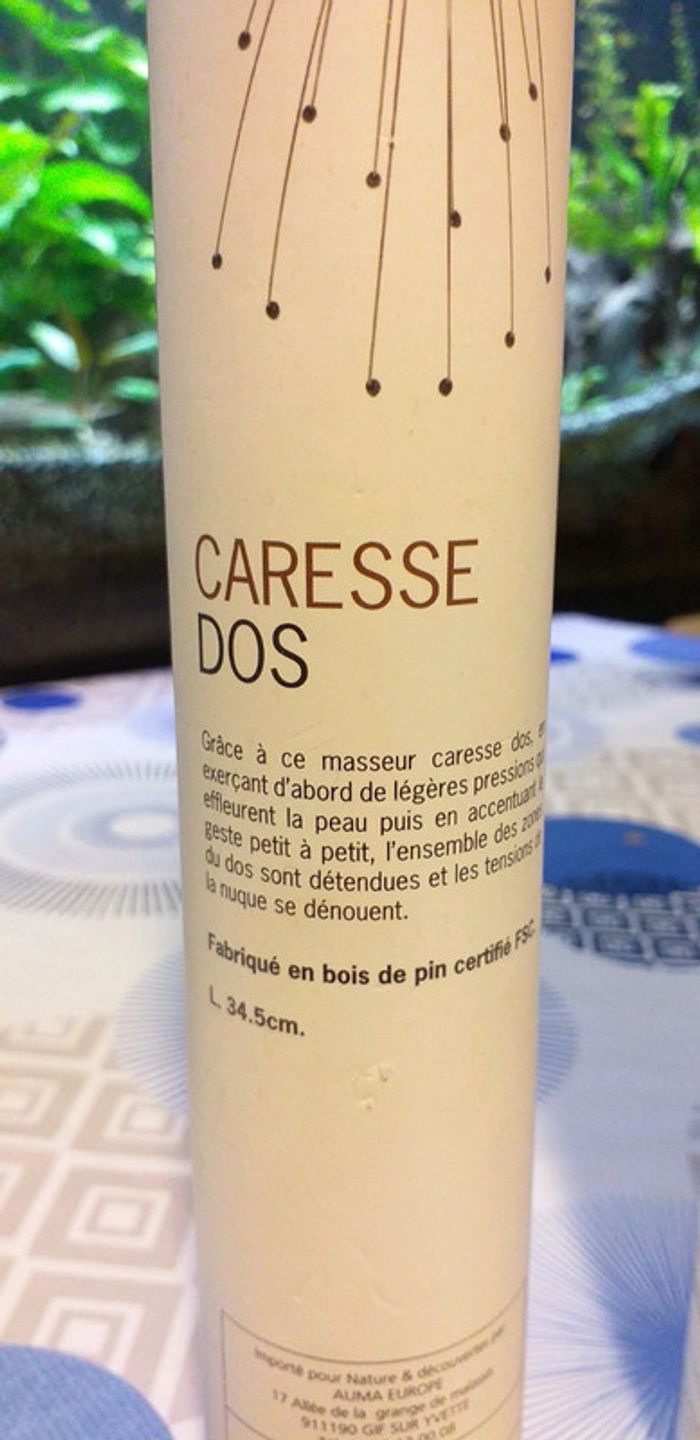 CARESSE
DOS
Grâce à ce masseur caresse dos,
exerçant d'abord de légères pressions
effleurent la peau puis en accentuant
geste petit à petit, l'ensemble des zones
du dos sont détendues et les tensions
la nuque se dénouent.
Fabriqué en bois de pin certifié FSC.
L. 34.5cm.
Importé pour Nature & découvertes par
AUMA EUROPE
17 Allée de la grange de
911190 GIF SUR YVETTE